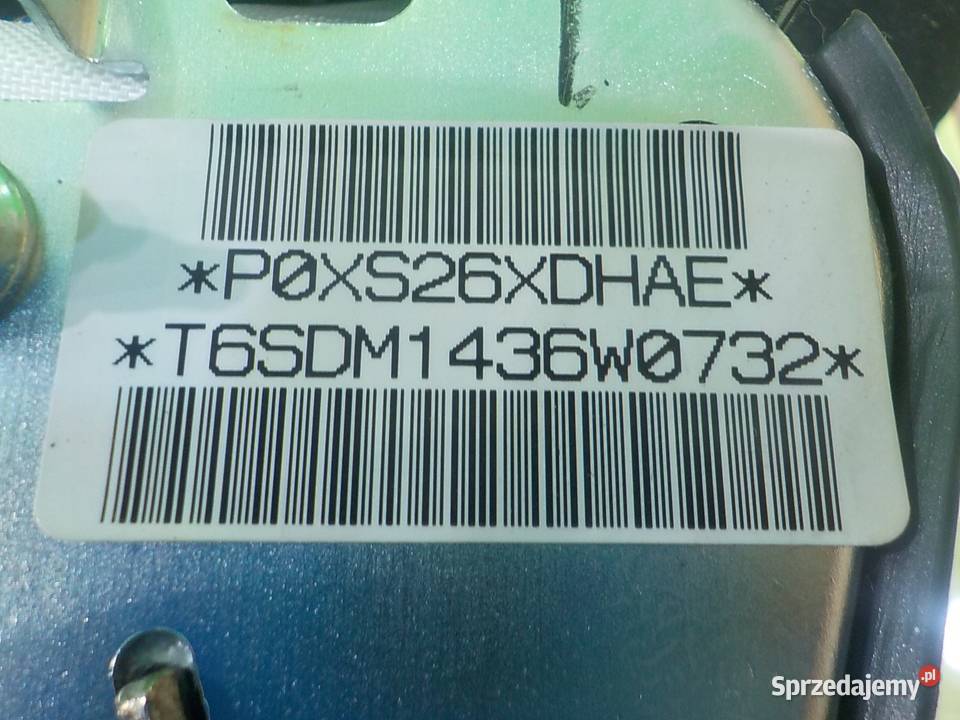 *P0XS26XDHAE*
*T6SDM1436W0732*
Sprzedajemy.pl